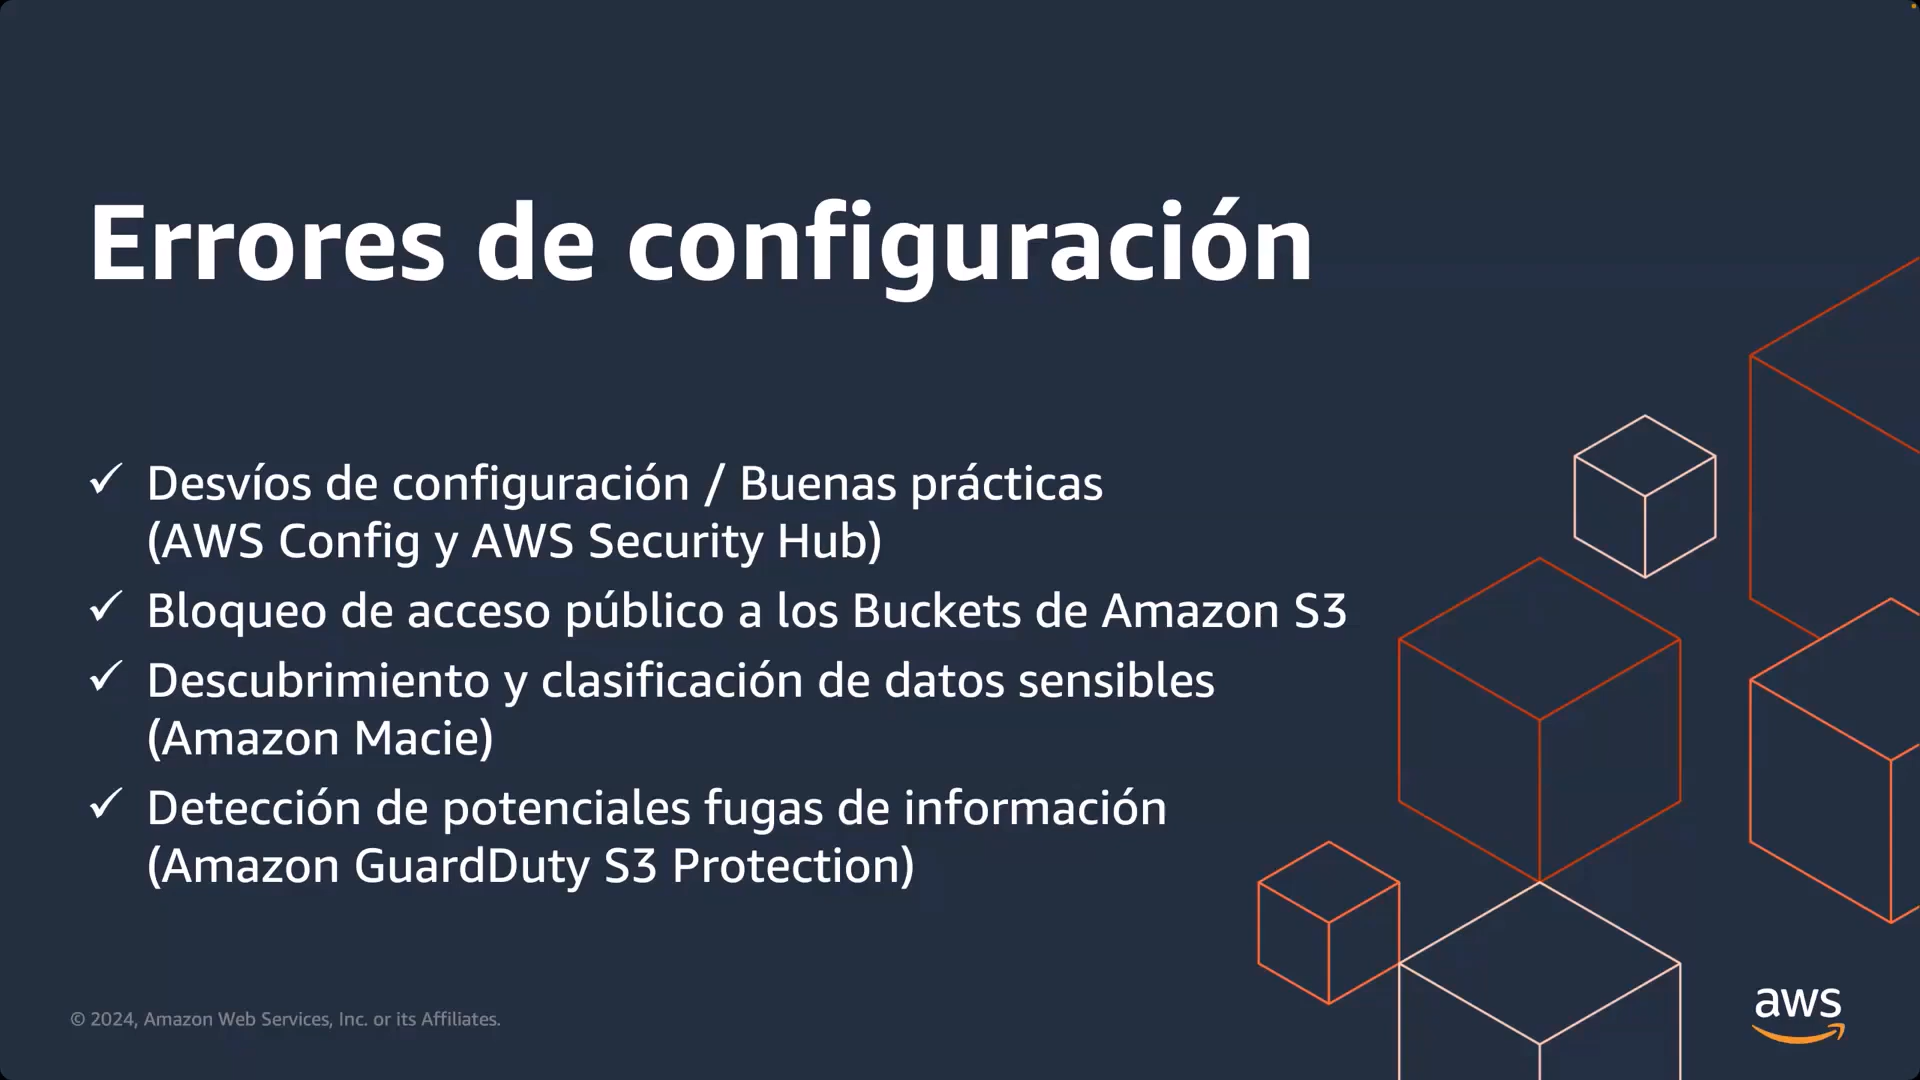 Errores de configuración
✓ Desvíos de configuración / Buenas prácticas
(AWS Config y AWS Security Hub)
✓ Bloqueo de acceso público a los Buckets de Amazon S3
✓ Descubrimiento y clasificación de datos sensibles
(Amazon Macie)
✓ Detección de potenciales fugas de información
(Amazon GuardDuty S3 Protection)
© 2024, Amazon Web Services, Inc. or its Affiliates.
aws